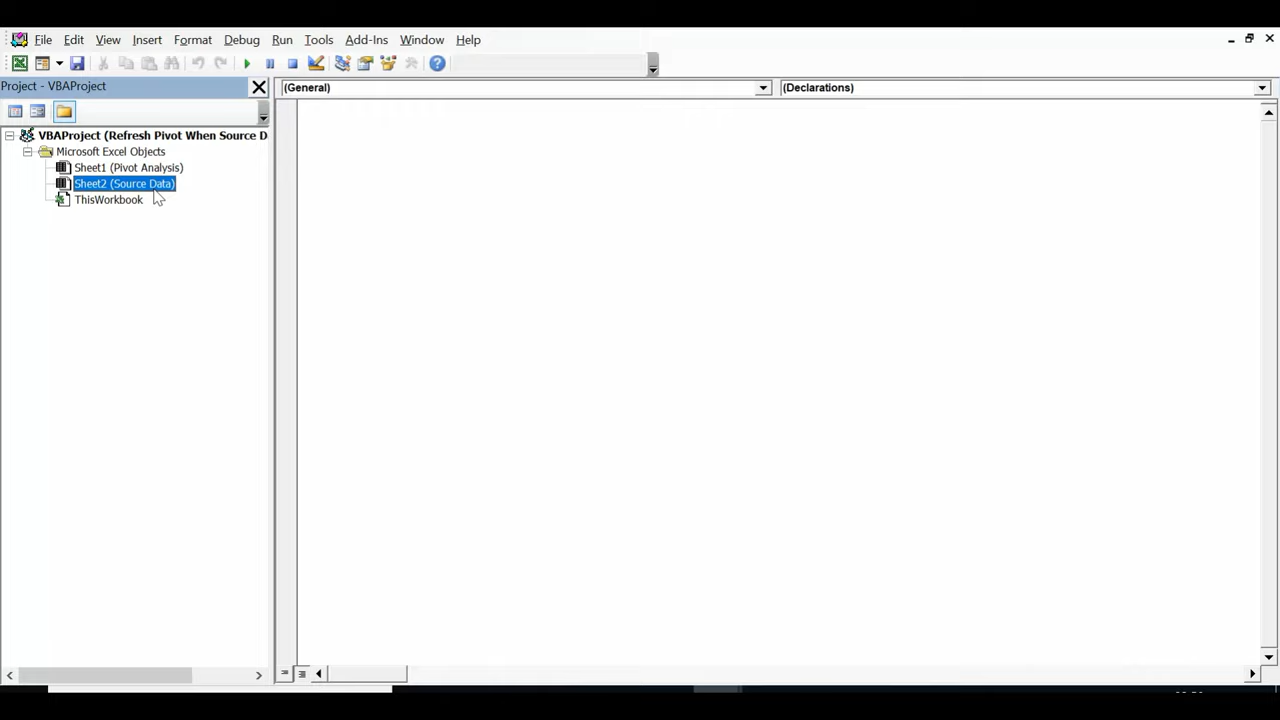 File Edit View Insert Format Debug Run Tools Add-Ins Window Help
Project - VBAProject
(General)
(Declarations)
VBAProject (Refresh Pivot When Source D
Microsoft Excel Objects
Sheet1 (Pivot Analysis)
Sheet2 (Source Data)
ThisWorkbook